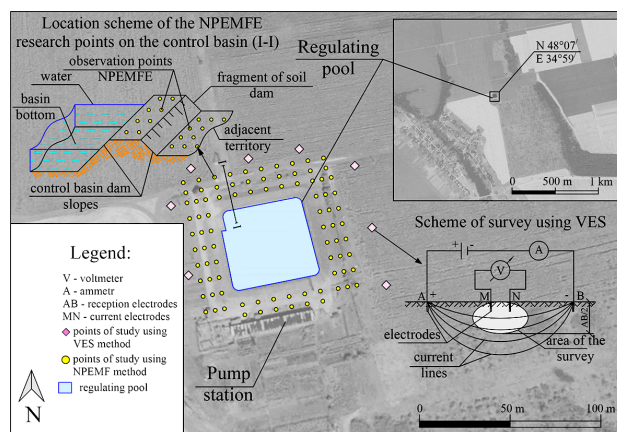 Location scheme of the NPEMFE
research points on the control basin (I-I)
observation points
NPEMFE
water
basin
bottom
fragment of soil
dam
adjacent
territory
control basin dam
slopes
I
I
Regulating
pool
N 48°07'
E 34°59'
0 500 m 1 km
Scheme of survey using VES
+ -
A
V
A + M N - B
AB/2
electrodes
current
lines
area of the
survey
Pump
station
Legend:
V - voltmeter
A - ammetr
AB - reception electrodes
MN - current electrodes
points of study using
VES method
points of study using
NPEMF method
regulating pool
N
0 50 m 100 m